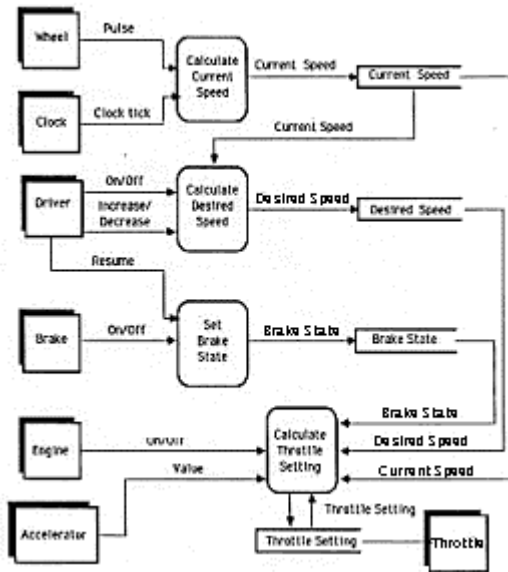 Wheel
Pulse
Calculate
Current
Speed
Current Speed
Current Speed
Clock
Clock tick
Current Speed
Driver
On/Off
Increase/
Decrease
Calculate
Desired
Speed
Desired Speed
Desired Speed
Resume
Brake
On/Off
Set
Brake
State
Brake State
Brake State
Brake State
Engine
On/Off
Calculate
Throttle
Setting
Desired Speed
Current Speed
Accelerator
Value
Throttle Setting
Throttle Setting
Throttle